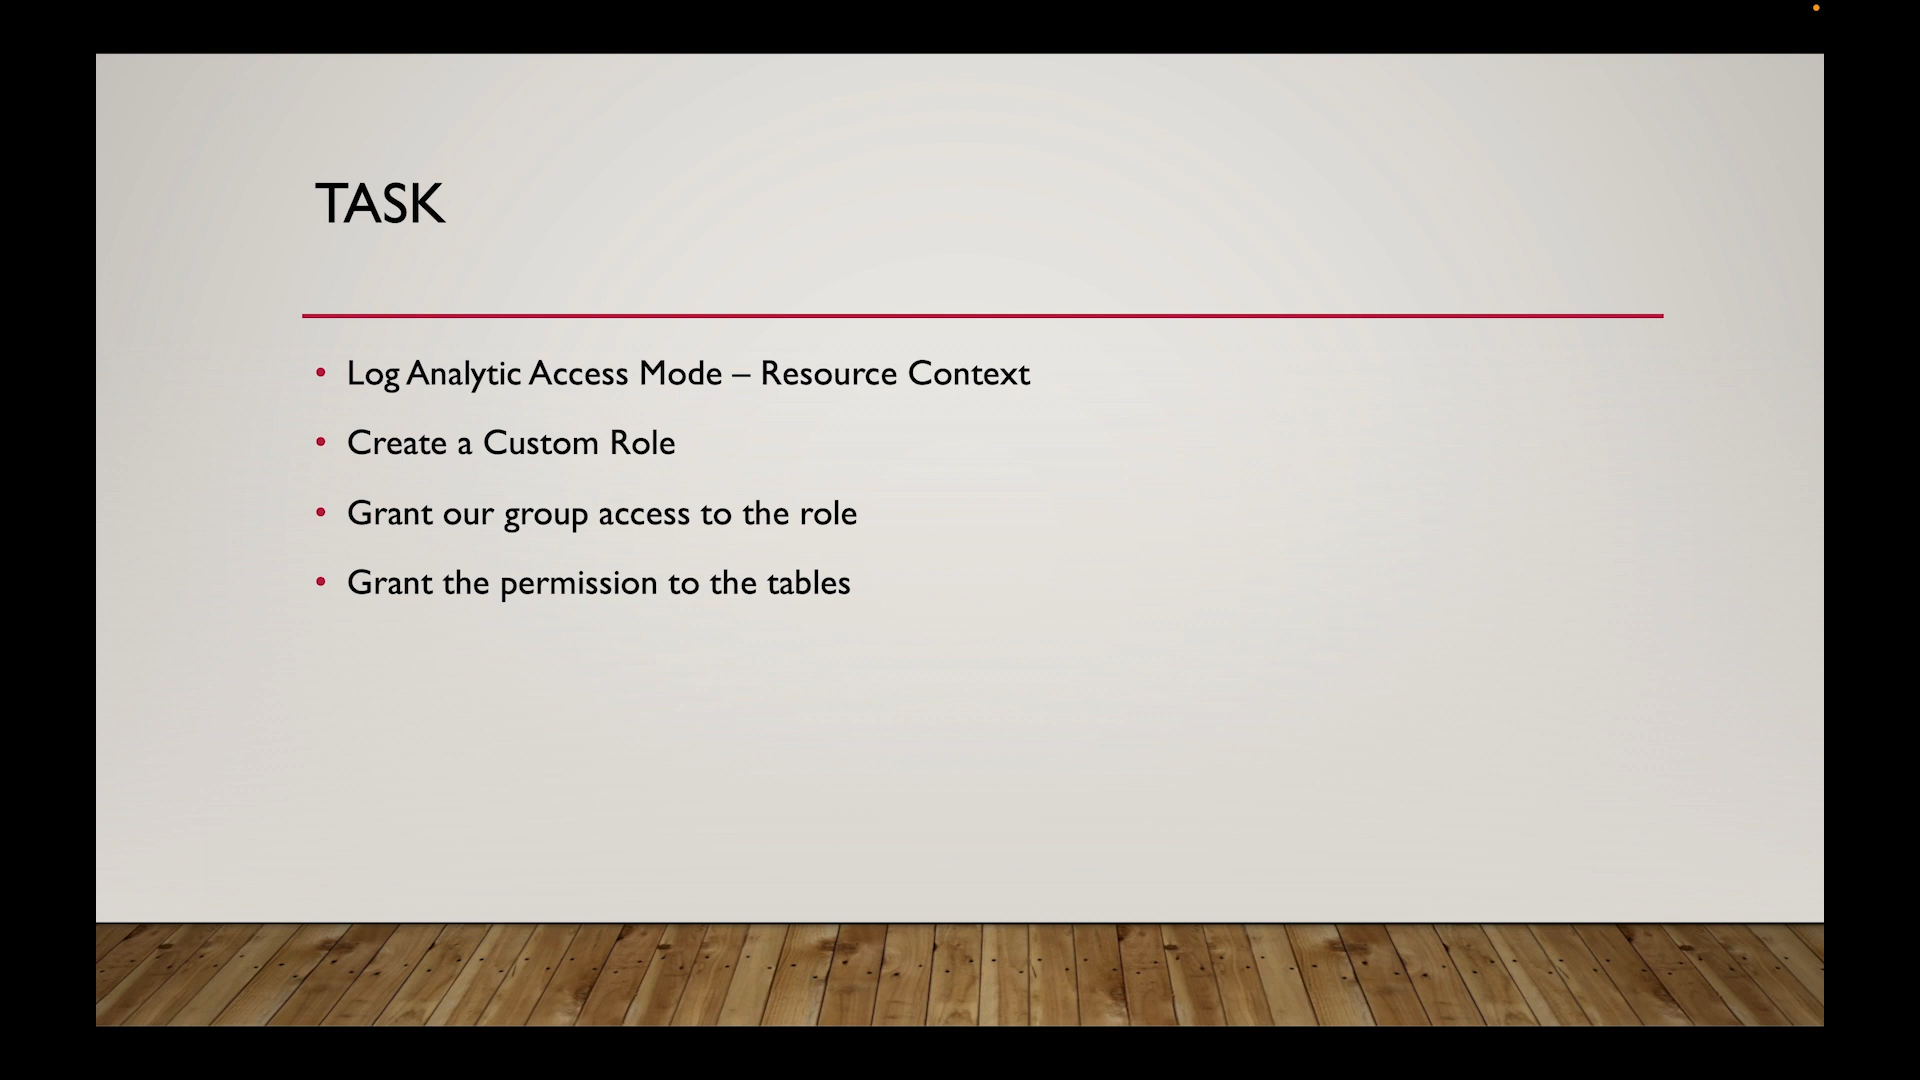 TASK
• Log Analytic Access Mode – Resource Context
• Create a Custom Role
• Grant our group access to the role
• Grant the permission to the tables